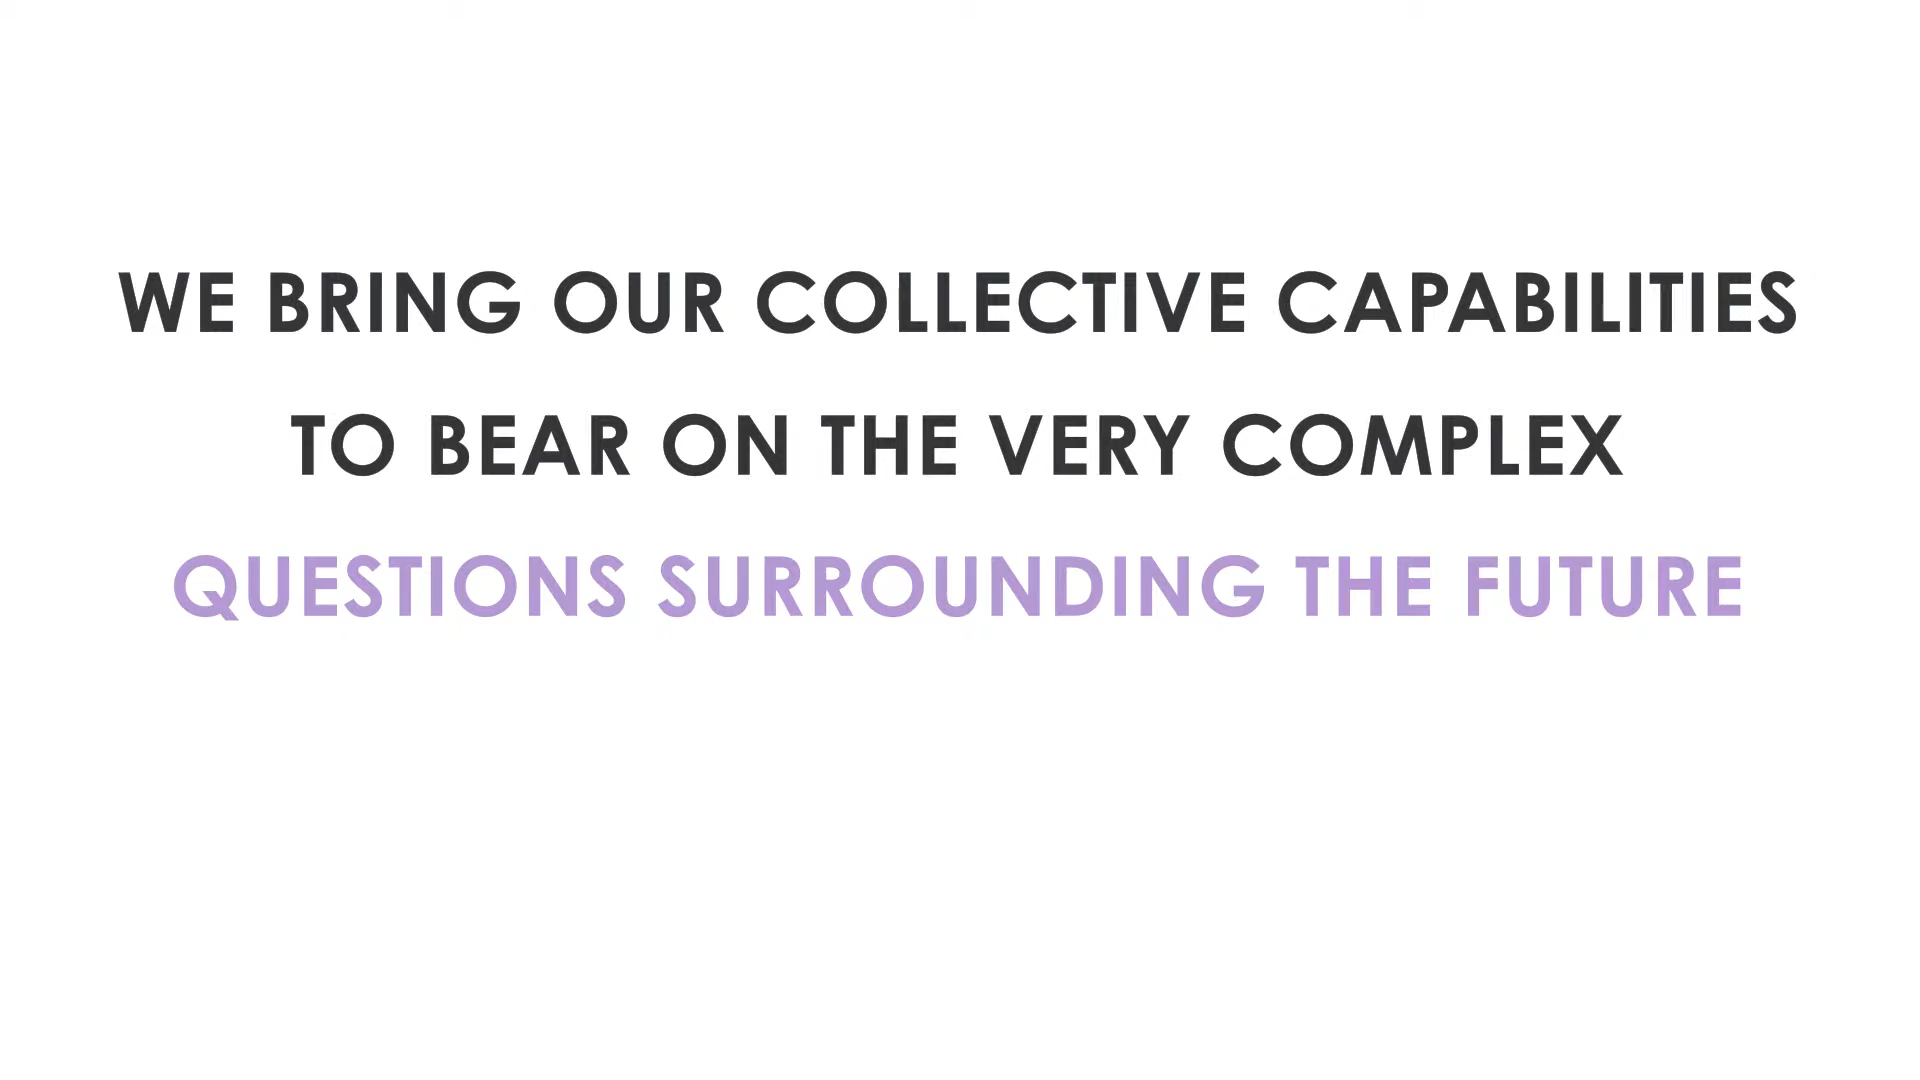 WE BRING OUR COLLECTIVE CAPABILITIES
TO BEAR ON THE VERY COMPLEX
QUESTIONS SURROUNDING THE FUTURE